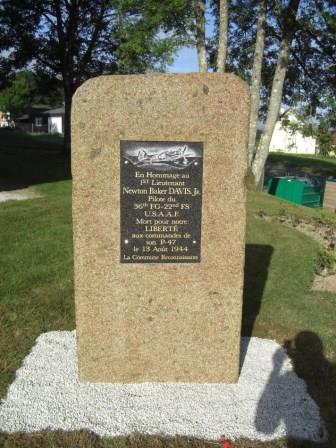 En Hommage au
1ST Lieutenant
Newton Baker DAVIS, Jr.
Pilote du
36th FG-22nd FS
U.S.A.A.F.
Mort pour notre
LIBERTÉ
aux commandes de
son P-47
le 13 Août 1944
La Commune Reconnaissante